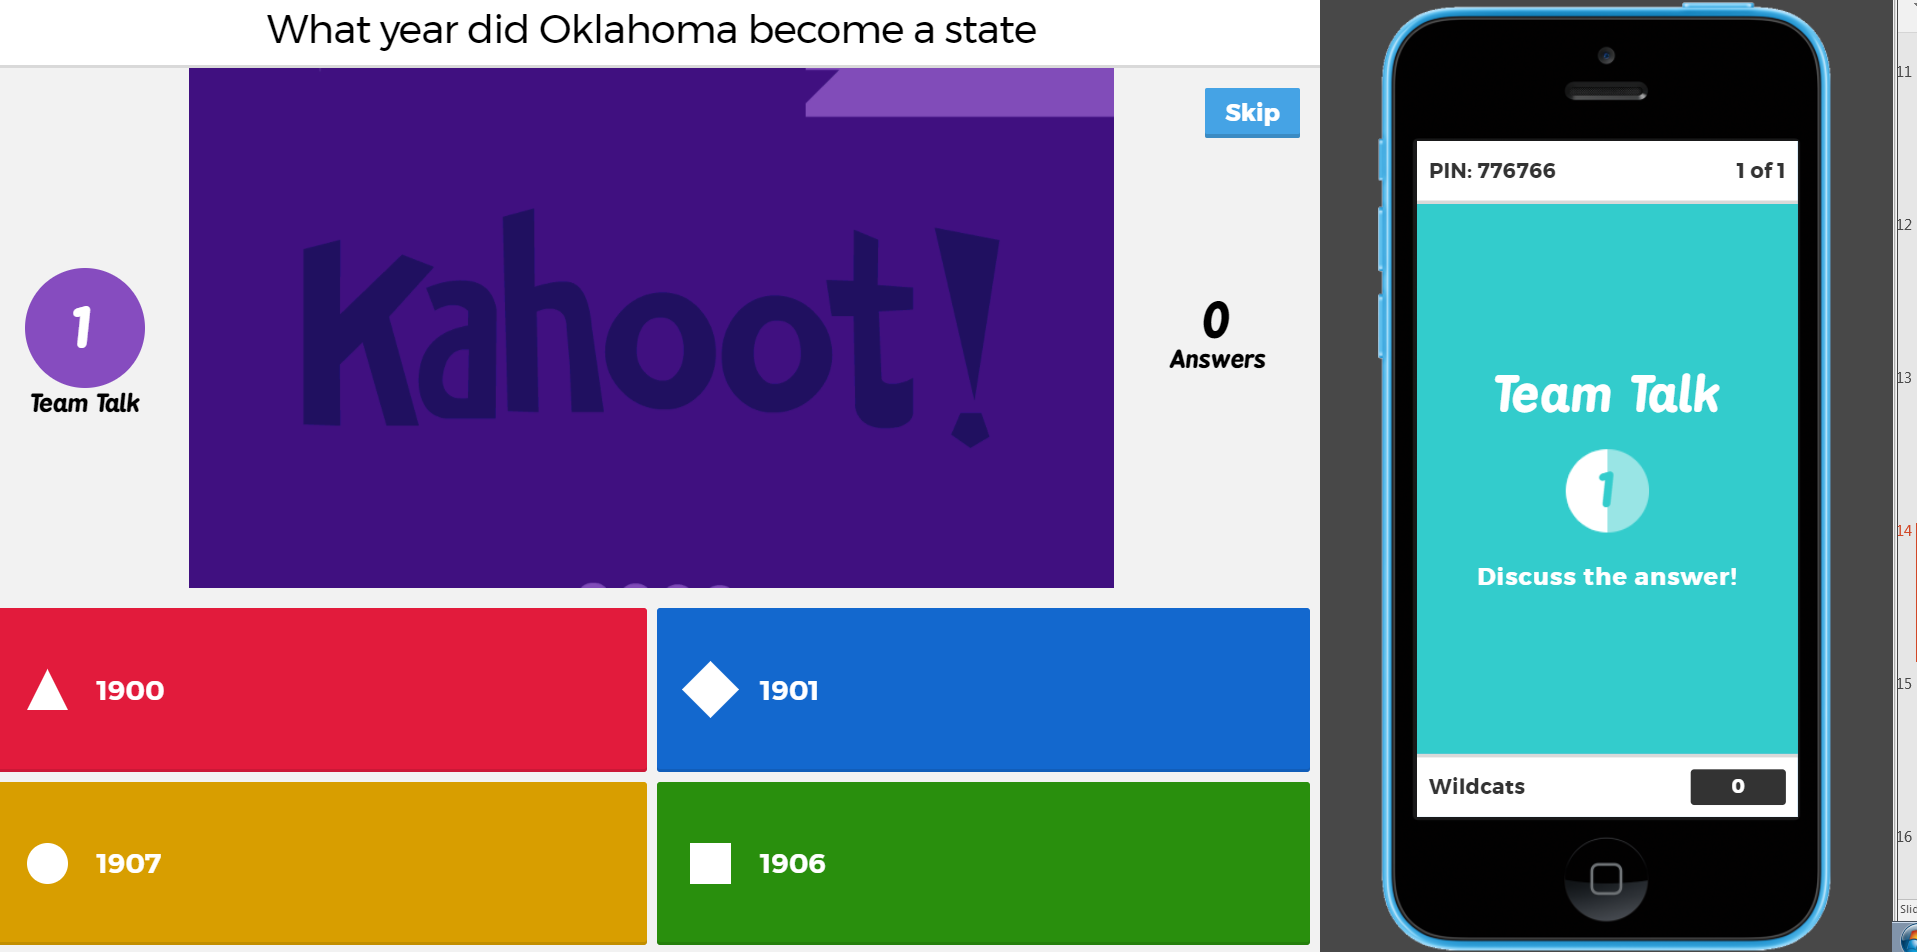 What year did Oklahoma become a state
Skip
Kahoot!
1
Team Talk
0
Answers
1900
1901
1907
1906
PIN: 776766
1 of 1
Team Talk
1
Discuss the answer!
Wildcats
0
11
12
13
14
15
16